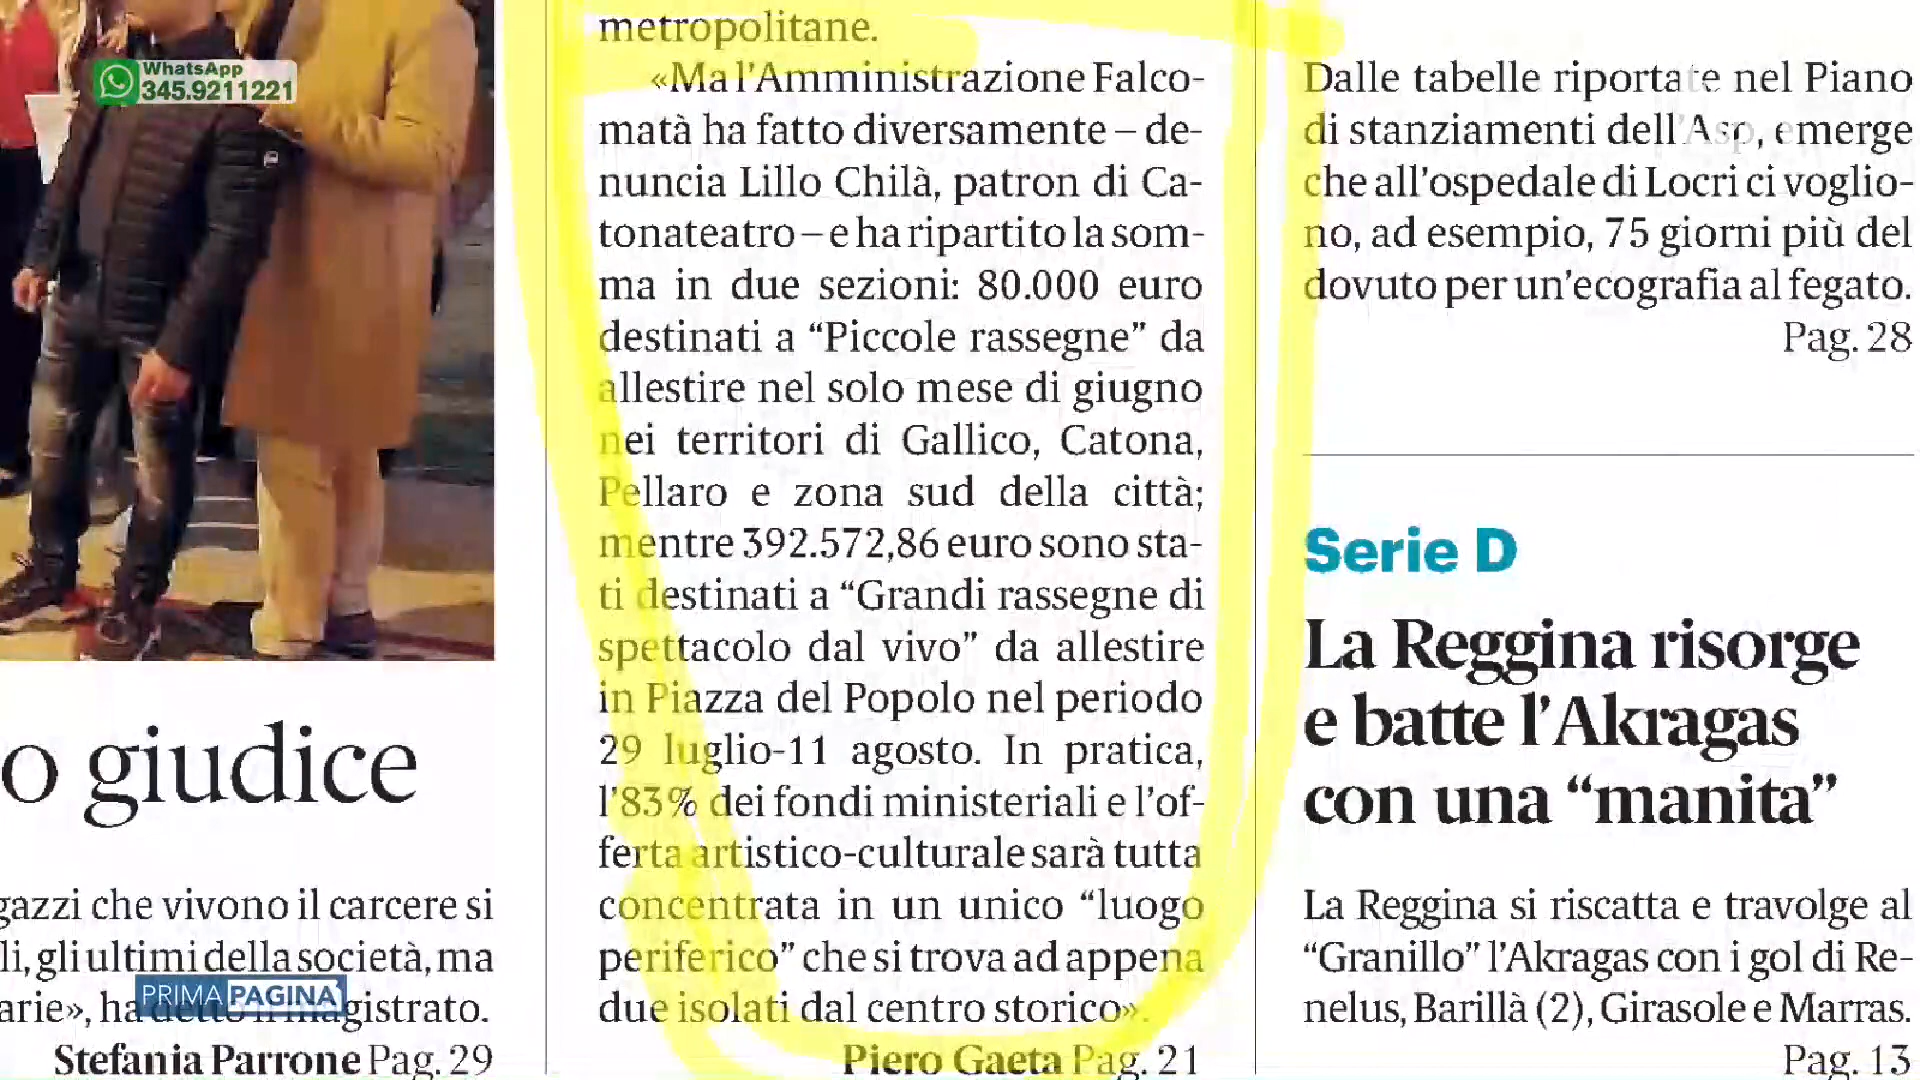 WhatsApp
345.9211221
o giudice
gazzi che vivono il carcere si
li, gli ultimi della società, ma
arie», ha detto il magistrato.
Stefania Parrone Pag. 29
PRIMA PAGINA
metropolitane.
«Ma l'Amministrazione Falco-
matà ha fatto diversamente – de-
nuncia Lillo Chilà, patron di Ca-
tonateatro – e ha ripartito la som-
ma in due sezioni: 80.000 euro
destinati a “Piccole rassegne” da
allestire nel solo mese di giugno
nei territori di Gallico, Catona,
Pellaro e zona sud della città;
mentre 392.572,86 euro sono sta-
ti destinati a “Grandi rassegne di
spettacolo dal vivo” da allestire
in Piazza del Popolo nel periodo
29 luglio-11 agosto. In pratica,
l'83% dei fondi ministeriali e l'of-
ferta artistico-culturale sarà tutta
concentrata in un unico “luogo
periferico” che si trova ad appena
due isolati dal centro storico».
Piero Gaeta Pag. 21
Dalle tabelle riportate nel Piano
di stanziamenti dell'Asp, emerge
che all'ospedale di Locri ci voglio-
no, ad esempio, 75 giorni più del
dovuto per un'ecografia al fegato.
Pag. 28
Serie D
La Reggina risorge
e batte l'Akragas
con una “manita”
La Reggina si riscatta e travolge al
“Granillo” l'Akragas con i gol di Re-
nelus, Barillà (2), Girasole e Marras.
Pag. 13